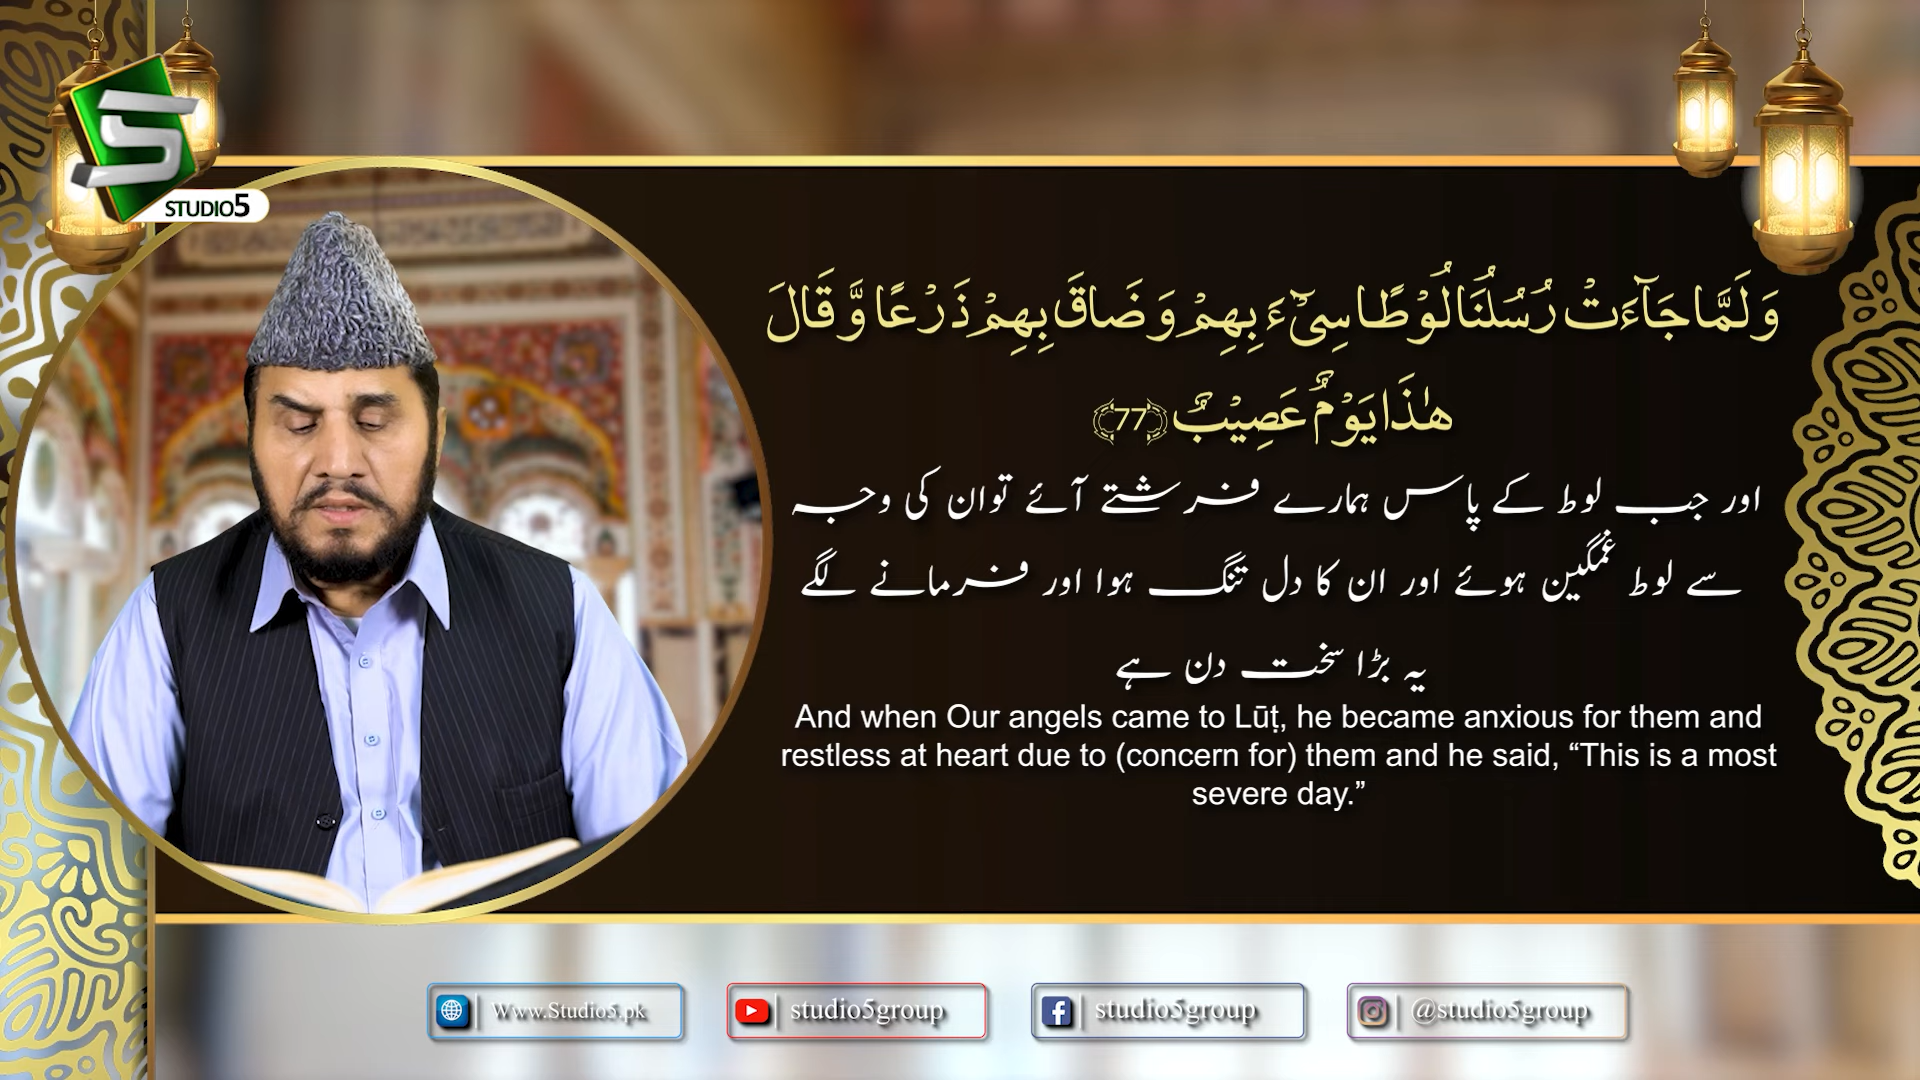 STUDIO5
وَلَمَّا جَآءَتْ رُسُلُنَا لُوْطًا سِیْٓءَ بِهِمْ وَ ضَاقَ بِهِمْ ذَرْعًا وَّ قَالَ
هٰذَا یَوْمٌ عَصِیْبٌ ﴿77﴾
اور جب لوط کے پاس ہمارے فرشتے آئے توان کی وجہ
سے لوط غمگین ہوئے اور ان کا دل تنگ ہوا اور فرمانے لگے
یہ بڑا سخت دن ہے
And when Our angels came to Lūṭ, he became anxious for them and
restless at heart due to (concern for) them and he said, “This is a most
severe day.”
Www.Studio5.pk
studio5group
studio5group
@studio5group